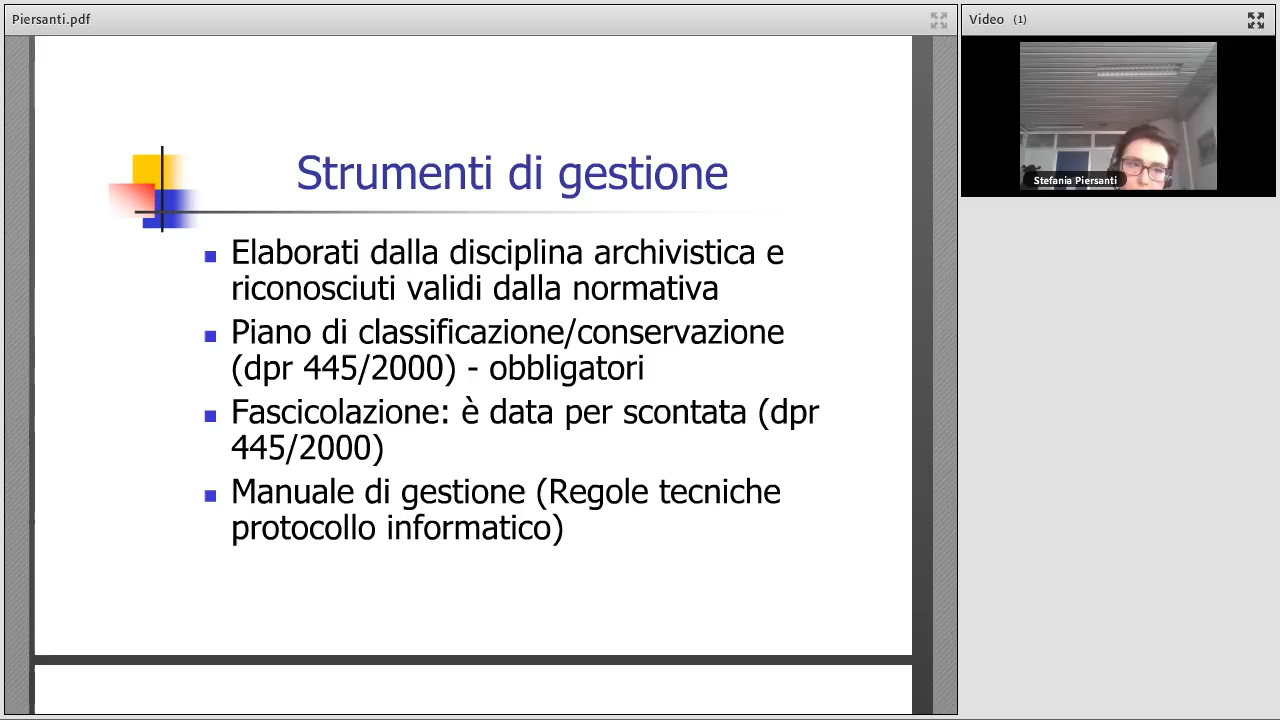 Piersanti.pdf
Video (1)
Stefania Piersanti
Strumenti di gestione
Elaborati dalla disciplina archivistica e
riconosciuti validi dalla normativa
Piano di classificazione/conservazione
(dpr 445/2000) - obbligatori
Fascicolazione: è data per scontata (dpr
445/2000)
Manuale di gestione (Regole tecniche
protocollo informatico)